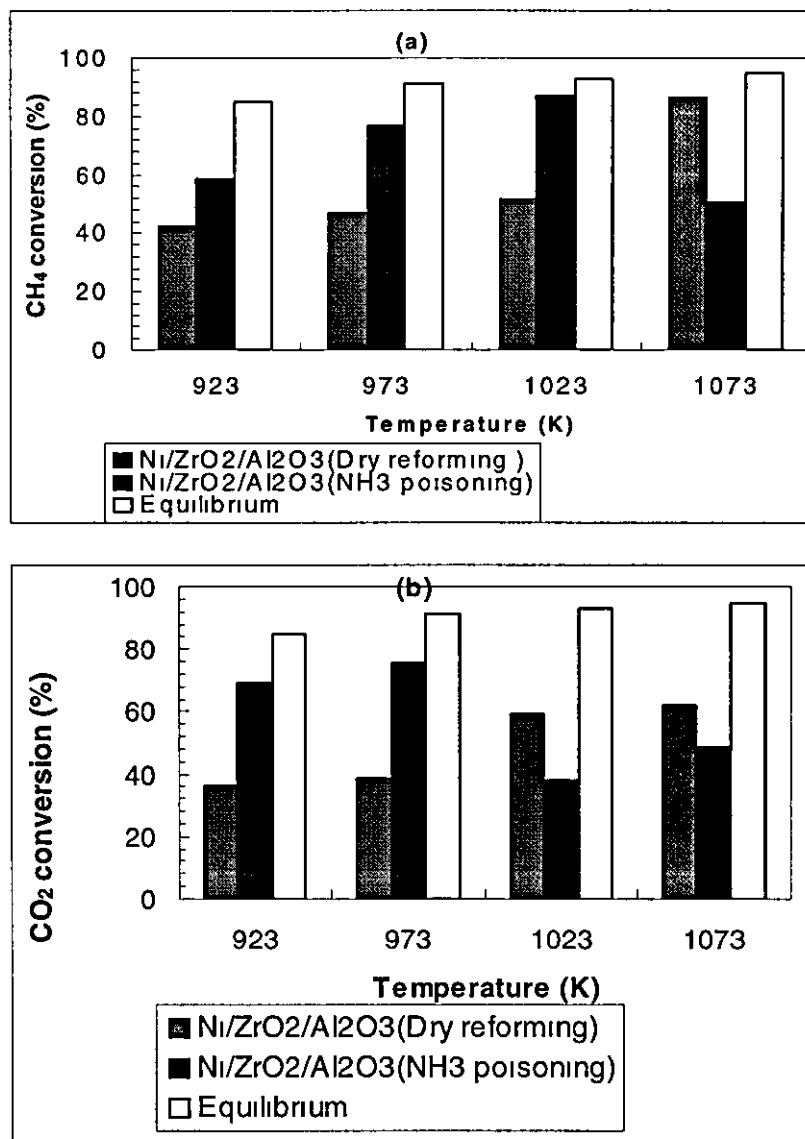 (a)
100
80
60
40
20
0
CH₄ conversion (%)
923 973 1023 1073
Temperature (K)
Ni/ZrO2/Al2O3(Dry reforming )
Ni/ZrO2/Al2O3(NH3 poisoning)
Equilibrium
(b)
100
80
60
40
20
0
CO₂ conversion (%)
923 973 1023 1073
Temperature (K)
Ni/ZrO2/Al2O3(Dry reforming)
Ni/ZrO2/Al2O3(NH3 poisoning)
Equilibrium